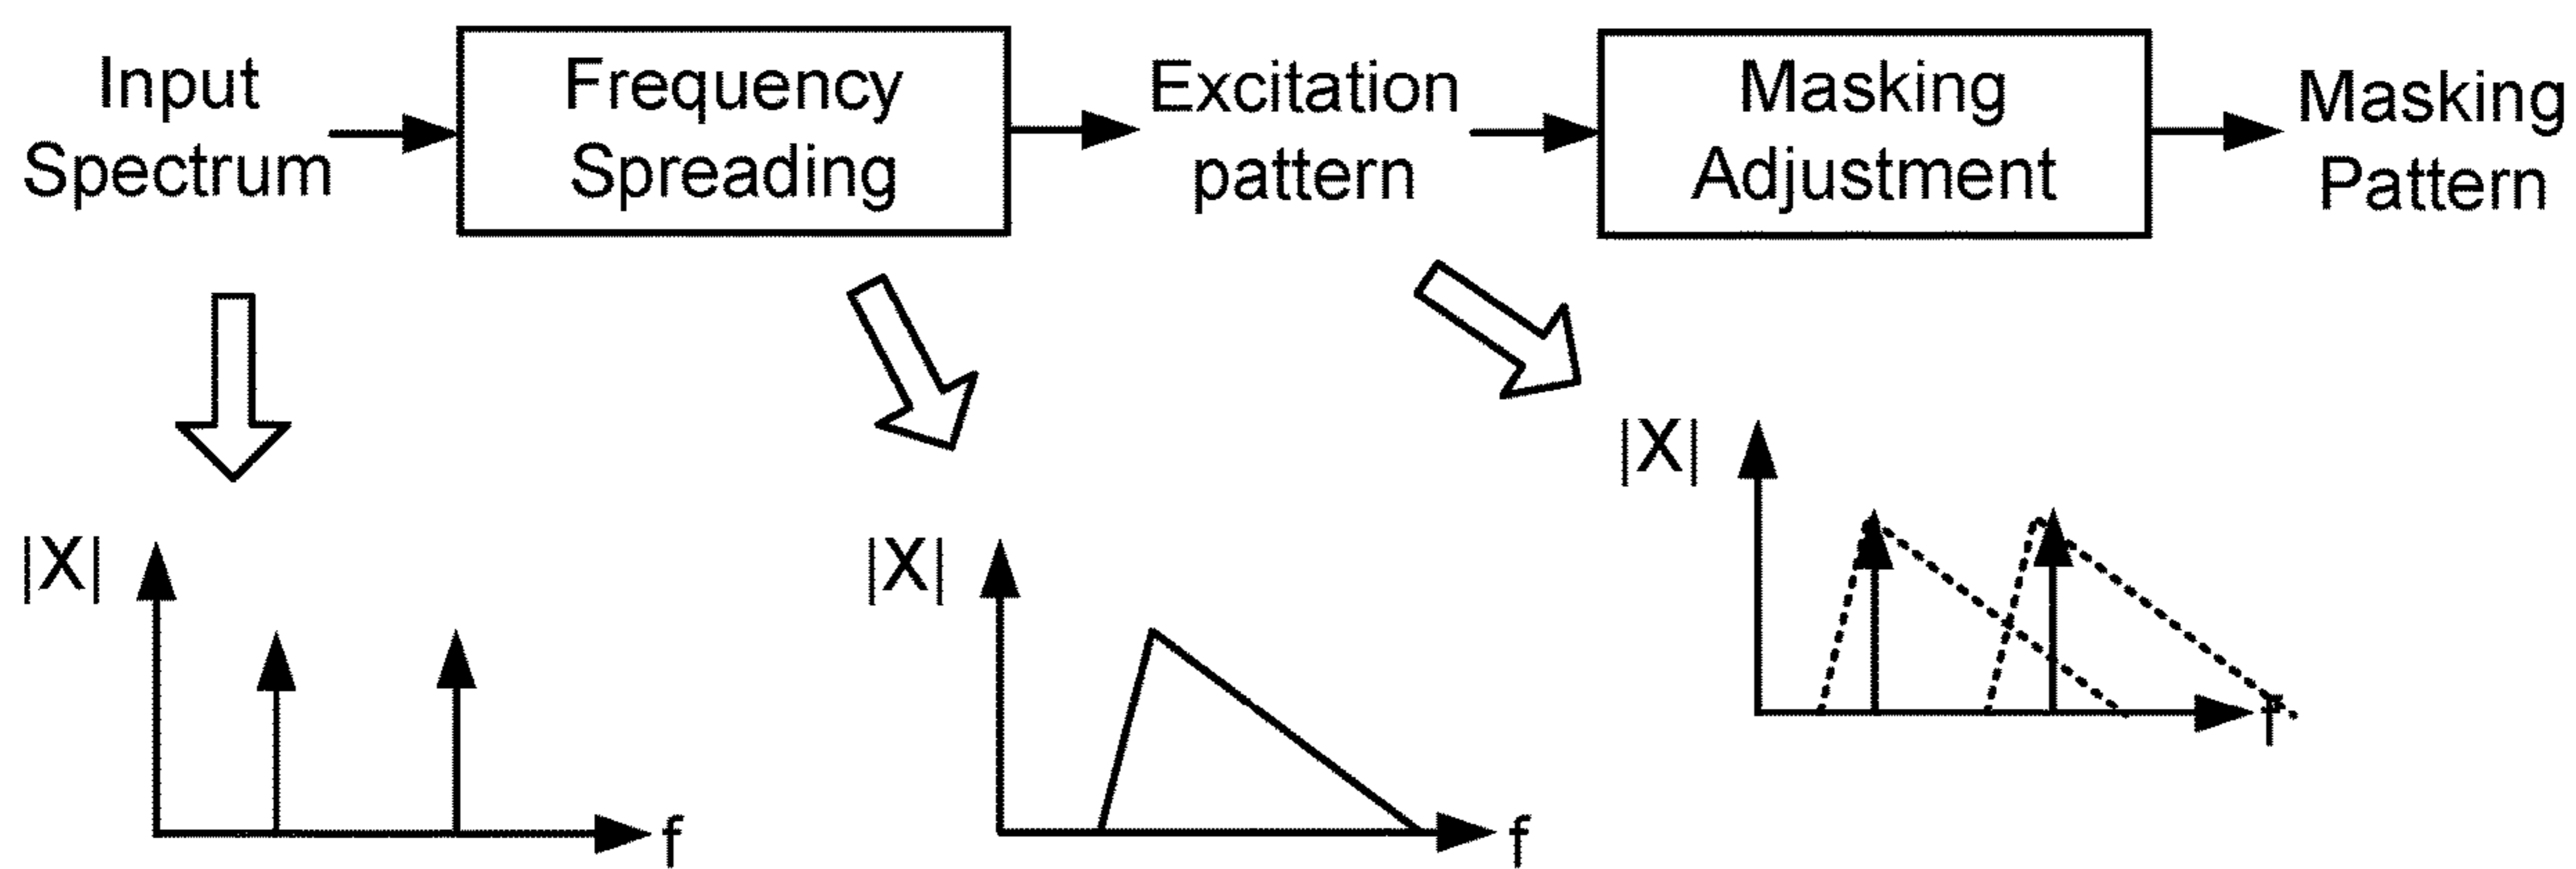 Input
Spectrum
Frequency
Spreading
Excitation
pattern
Masking
Adjustment
Masking
Pattern
|X|
f
|X|
f
|X|
f